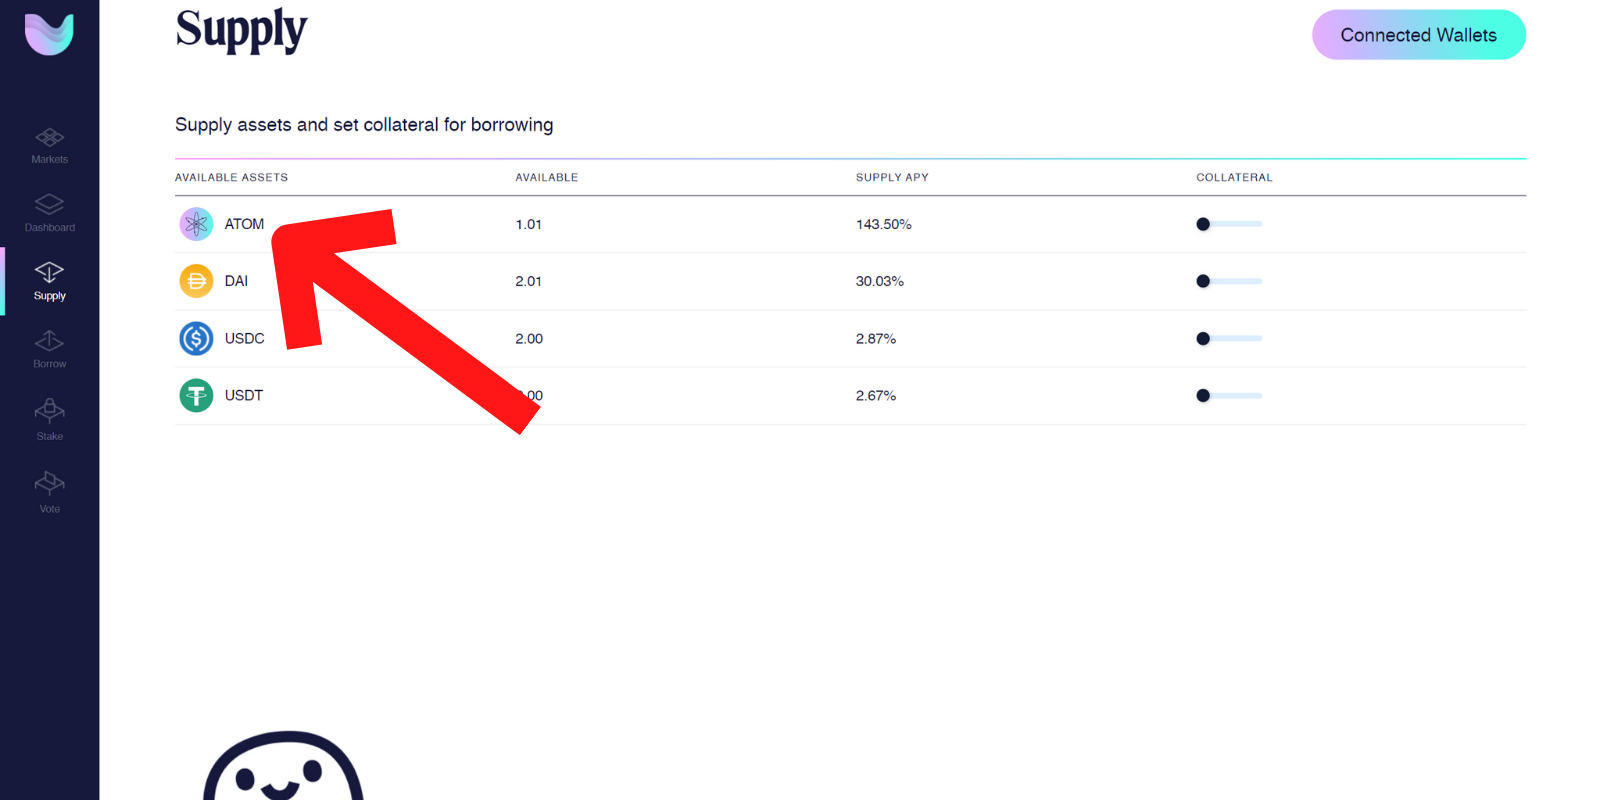 Supply
Connected Wallets
Markets
Dashboard
Supply
Borrow
Stake
Vote
Supply assets and set collateral for borrowing
AVAILABLE ASSETS AVAILABLE SUPPLY APY COLLATERAL
ATOM 1.01 143.50%
DAI 2.01 30.03%
USDC 2.00 2.87%
USDT 2.67%